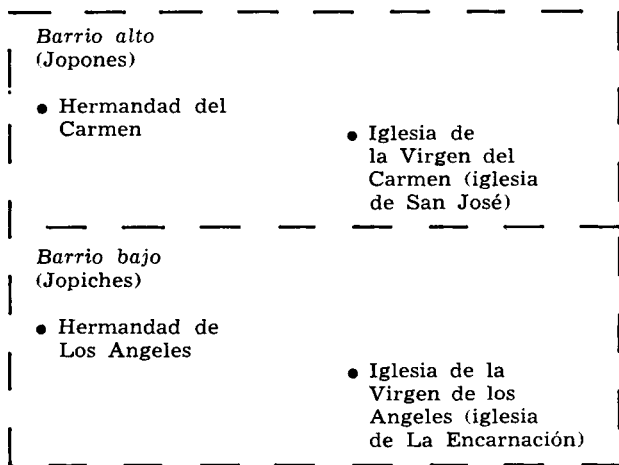 Barrio alto
(Jopones)
• Hermandad del
Carmen
• Iglesia de
la Virgen del
Carmen (iglesia
de San José)
Barrio bajo
(Jopiches)
• Hermandad de
Los Angeles
• Iglesia de la
Virgen de los
Angeles (iglesia
de La Encarnación)